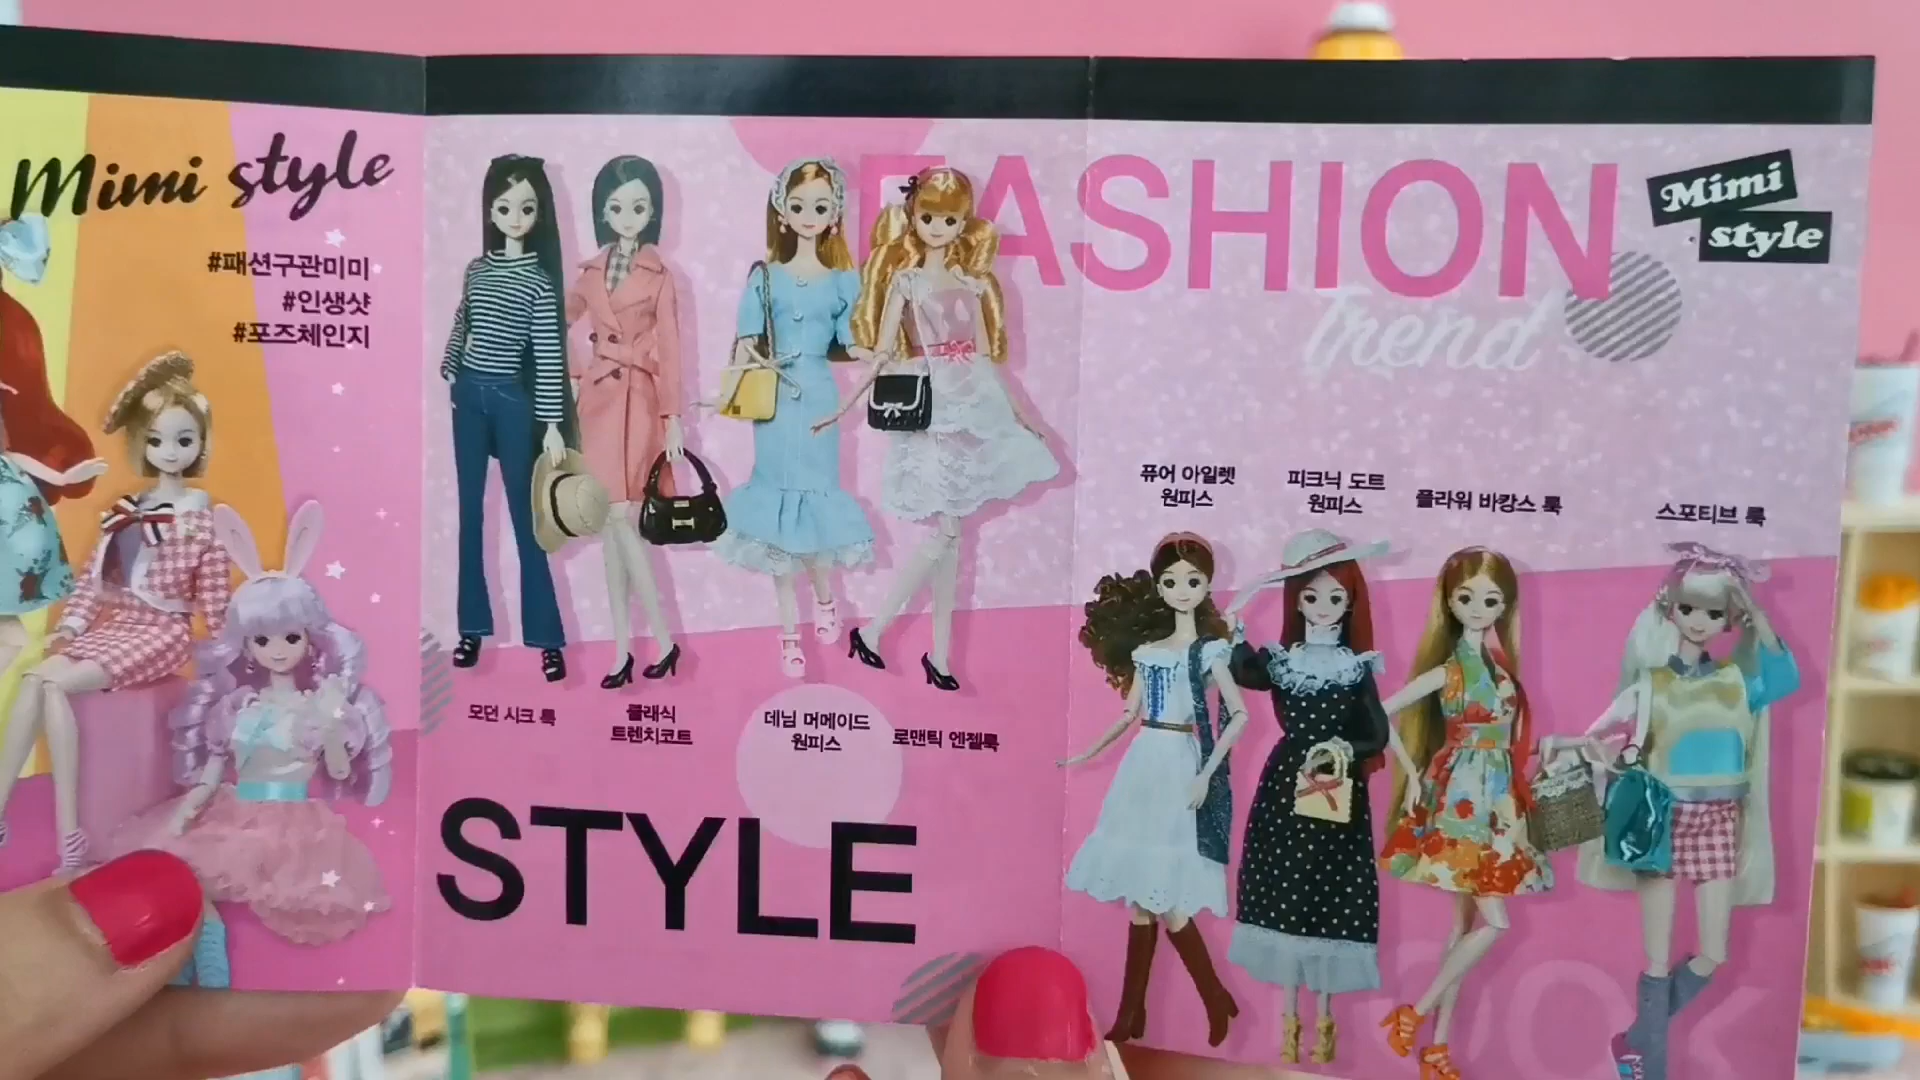 Mimi style
#패션구관미미
#인생샷
#포즈체인지
FASHION
Trend
Mimi
style
모던 시크 룩
클래식
트렌치코트
데님 머메이드
원피스
로맨틱 엔젤룩
STYLE
퓨어 아일렛
원피스
피크닉 도트
원피스
플라워 바캉스 룩
스포티브 룩